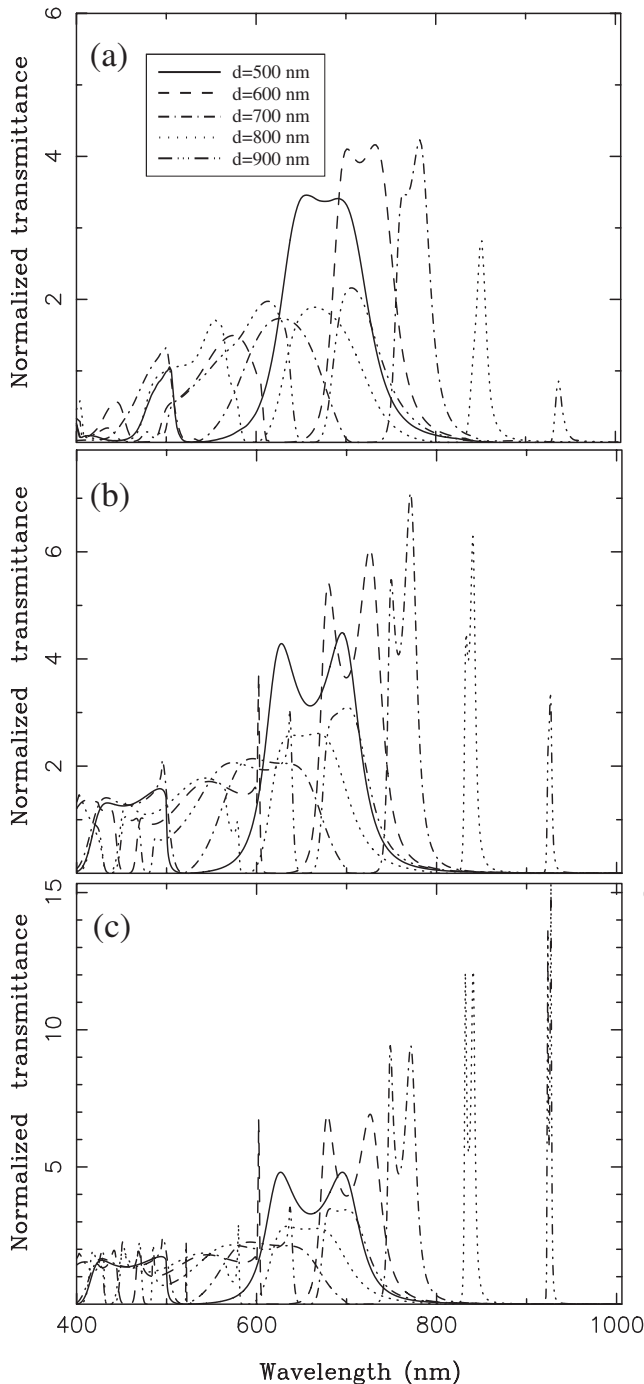 6
(a)
d=500 nm
d=600 nm
d=700 nm
d=800 nm
d=900 nm
4
2
Normalized transmittance
(b)
6
4
2
Normalized transmittance
15
(c)
10
5
Normalized transmittance
400 600 800 1000
Wavelength (nm)